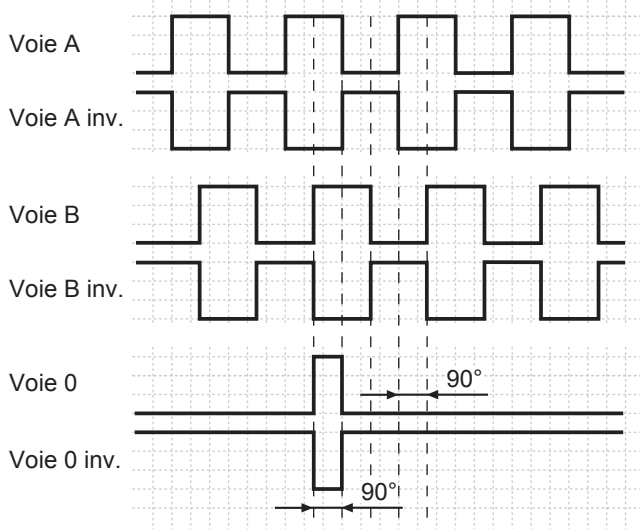 Voie A
Voie A inv.
Voie B
Voie B inv.
Voie 0
90°
Voie 0 inv.
90°